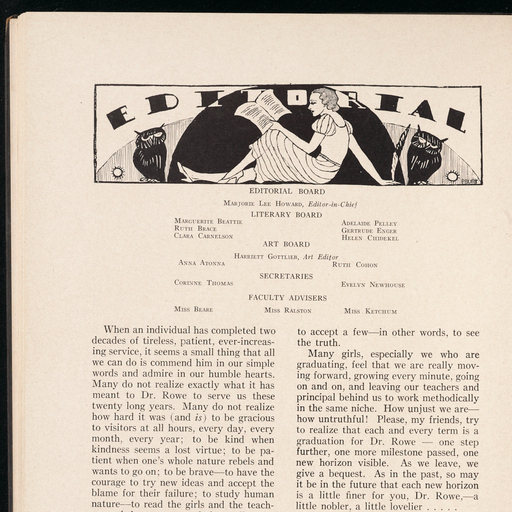 EDITORIAL
EDITORIAL BOARD
Marjorie Lee Howard, Editor-in-Chief
LITERARY BOARD
Marguerite Beattie Adelaide Pelley
Ruth Brace Gertrude Enger
Clara Carnelson Helen Chidekel
ART BOARD
Harriett Gottlieb, Art Editor
Anna Adonna Ruth Cohon
SECRETARIES
Corinne Thomas Evelyn Newhouse
FACULTY ADVISERS
Miss Beare Miss Ralston Miss Ketchum
When an individual has completed two
decades of tireless, patient, ever-increas-
ing service, it seems a small thing that all
we can do is commend him in our simple
words and admire in our humble hearts.
Many do not realize exactly what it has
meant to Dr. Rowe to serve us these
twenty long years. Many do not realize
how hard it was (and is) to be gracious
to visitors at all hours, every day, every
month, every year; to be kind when
kindness seems a lost virtue; to be pa-
tient when one's whole nature rebels and
wants to go on; to be brave—to have the
courage to try new ideas and accept the
blame for their failure; to study human
nature—to read the girls and the teach-
to accept a few—in other words, to see
the truth.
Many girls, especially we who are
graduating, feel that we are really mov-
ing forward, growing every minute, going
on and on, and leaving our teachers and
principal behind us to work methodically
in the same niche. How unjust we are—
how untruthful! Please, my friends, try
to realize that each and every term is a
graduation for Dr. Rowe — one step
further, one more milestone passed, one
new horizon visible. As we leave, we
give a bequest. As in the past, so may
it be in the future that each new horizon
is a little finer for you, Dr. Rowe,—a
little nobler, a little lovelier . . . . .